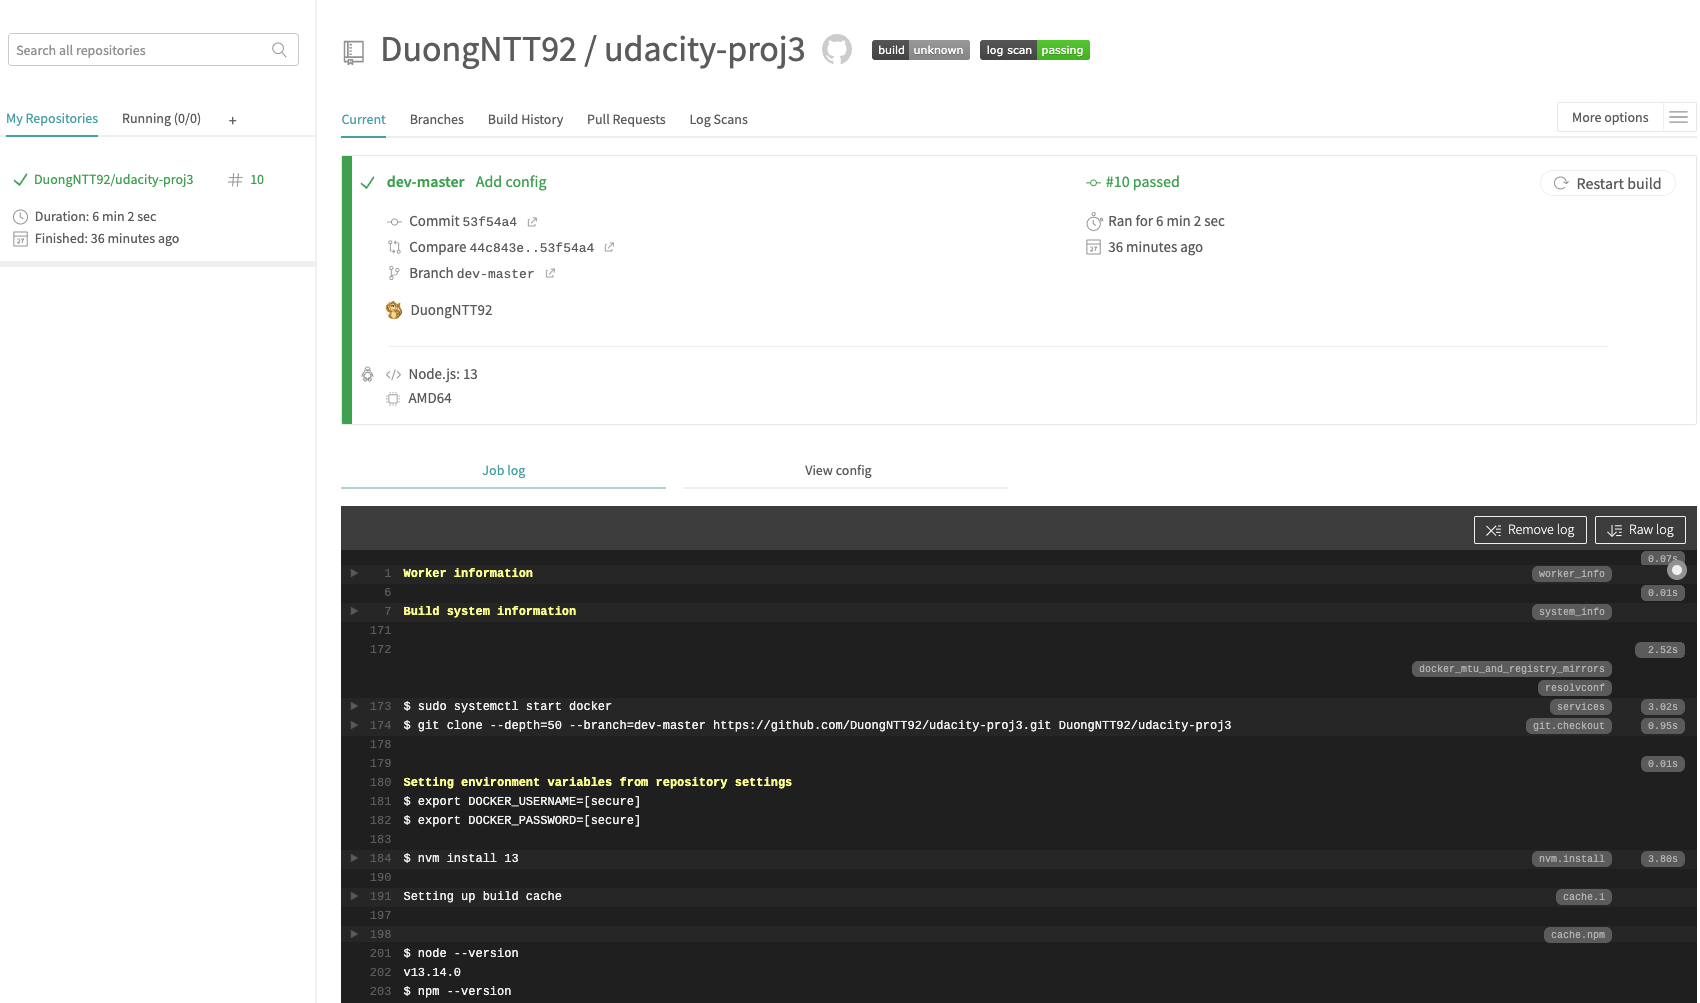 Search all repositories
My Repositories Running (0/0) +
DuongNTT92/udacity-proj3 # 10
Duration: 6 min 2 sec
Finished: 36 minutes ago
DuongNTT92 / udacity-proj3 build unknown log scan passing
Current Branches Build History Pull Requests Log Scans More options
dev-master Add config #10 passed Restart build
Commit 53f54a4 Ran for 6 min 2 sec
Compare 44c843e..53f54a4 36 minutes ago
Branch dev-master
DuongNTT92
</> Node.js: 13
AMD64
Job log View config
Remove log Raw log
0.07s
1 Worker information worker_info
6 0.01s
7 Build system information system_info
171
172 2.52s
docker_mtu_and_registry_mirrors
resolvconf
173 $ sudo systemctl start docker services 3.02s
174 $ git clone --depth=50 --branch=dev-master https://github.com/DuongNTT92/udacity-proj3.git DuongNTT92/udacity-proj3 git.checkout 0.95s
178
179 0.01s
180 Setting environment variables from repository settings
181 $ export DOCKER_USERNAME=[secure]
182 $ export DOCKER_PASSWORD=[secure]
183
184 $ nvm install 13 nvm.install 3.80s
190
191 Setting up build cache cache.1
197
198 cache.npm
201 $ node --version
202 v13.14.0
203 $ npm --version